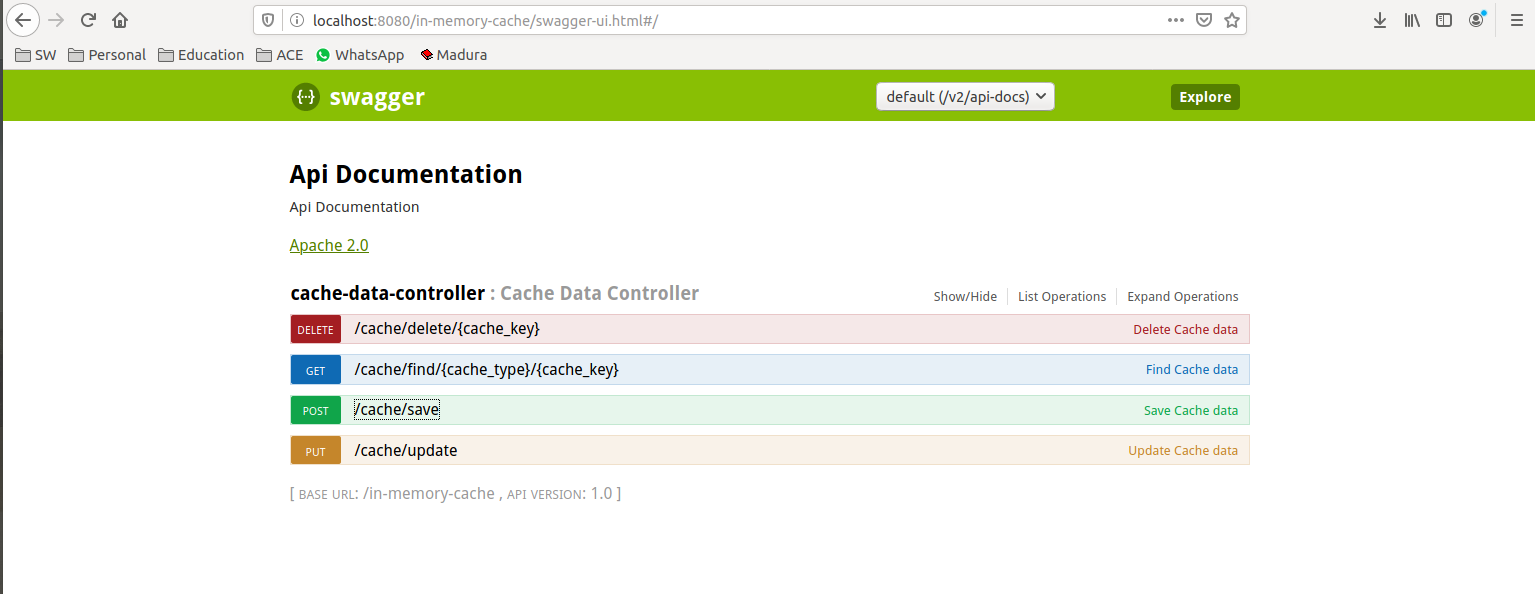 localhost:8080/in-memory-cache/swagger-ui.html#/
SW Personal Education ACE WhatsApp Madura
{··} swagger default (/v2/api-docs) Explore
Api Documentation
Api Documentation
Apache 2.0
cache-data-controller : Cache Data Controller Show/Hide List Operations Expand Operations
DELETE /cache/delete/{cache_key} Delete Cache data
GET /cache/find/{cache_type}/{cache_key} Find Cache data
POST /cache/save Save Cache data
PUT /cache/update Update Cache data
[ BASE URL: /in-memory-cache , API VERSION: 1.0 ]